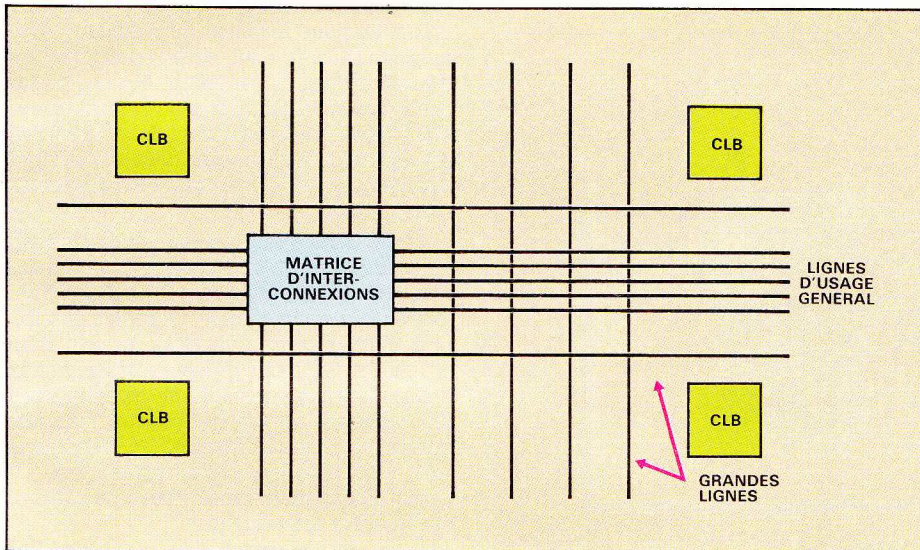 CLB
CLB
MATRICE
D'INTER-
CONNEXIONS
LIGNES
D'USAGE
GENERAL
CLB
CLB
GRANDES
LIGNES